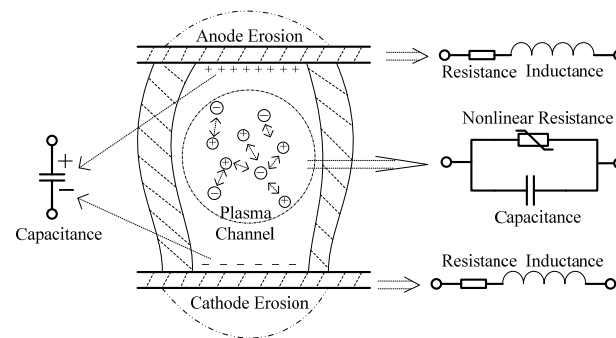 Anode Erosion
Resistance Inductance
Nonlinear Resistance
Capacitance
Plasma
Channel
Capacitance
Cathode Erosion
Resistance Inductance